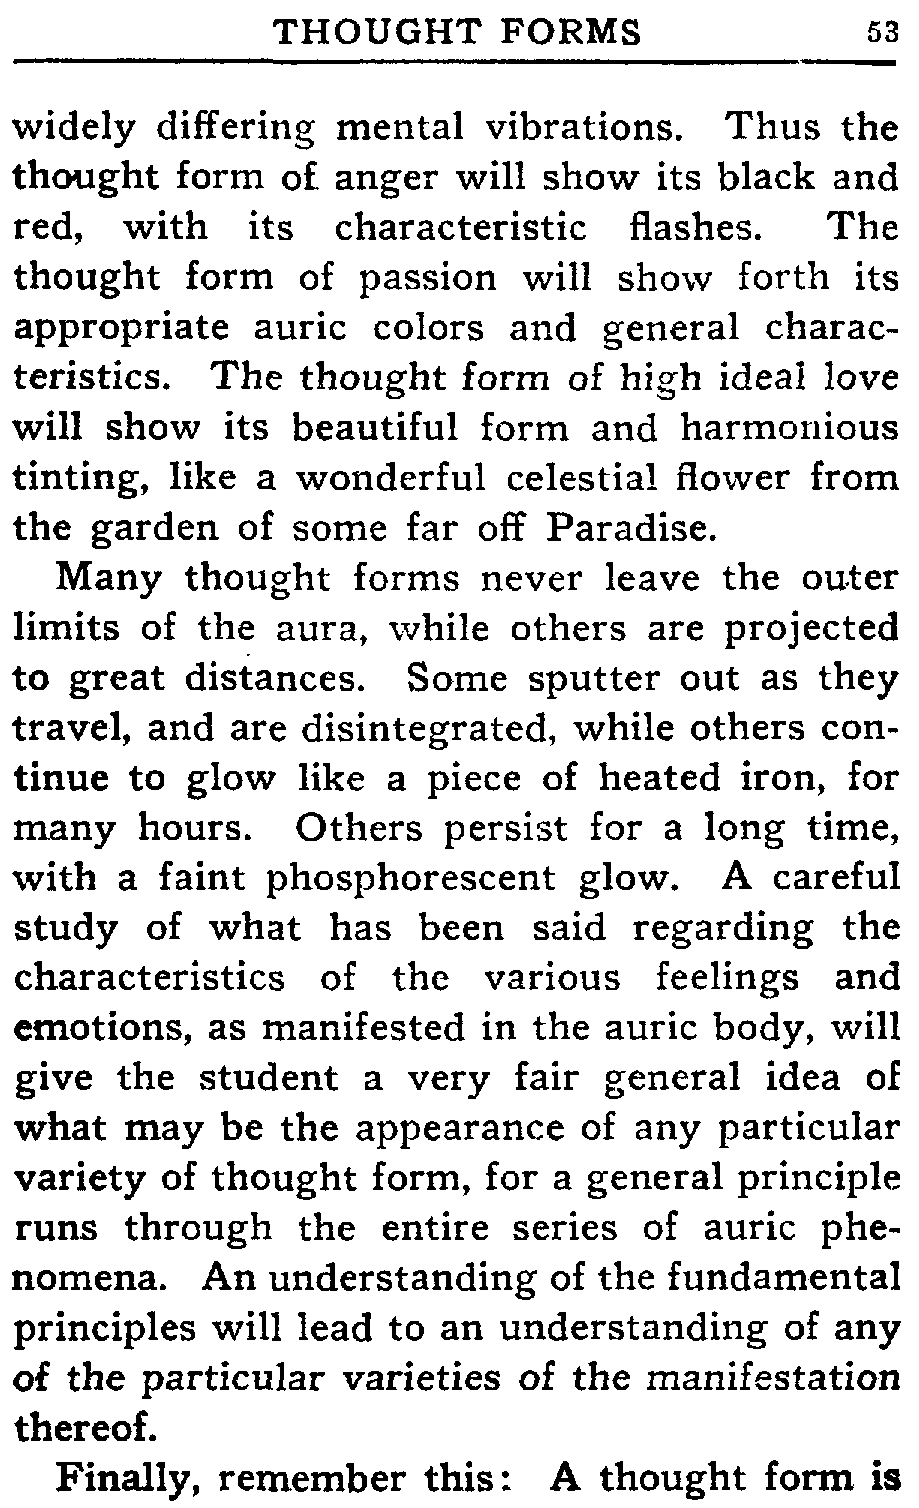 THOUGHT FORMS 53
widely differing mental vibrations. Thus the
thought form of anger will show its black and
red, with its characteristic flashes. The
thought form of passion will show forth its
appropriate auric colors and general charac-
teristics. The thought form of high ideal love
will show its beautiful form and harmonious
tinting, like a wonderful celestial flower from
the garden of some far off Paradise.
Many thought forms never leave the outer
limits of the aura, while others are projected
to great distances. Some sputter out as they
travel, and are disintegrated, while others con-
tinue to glow like a piece of heated iron, for
many hours. Others persist for a long time,
with a faint phosphorescent glow. A careful
study of what has been said regarding the
characteristics of the various feelings and
emotions, as manifested in the auric body, will
give the student a very fair general idea of
what may be the appearance of any particular
variety of thought form, for a general principle
runs through the entire series of auric phe-
nomena. An understanding of the fundamental
principles will lead to an understanding of any
of the particular varieties of the manifestation
thereof.
Finally, remember this: A thought form is